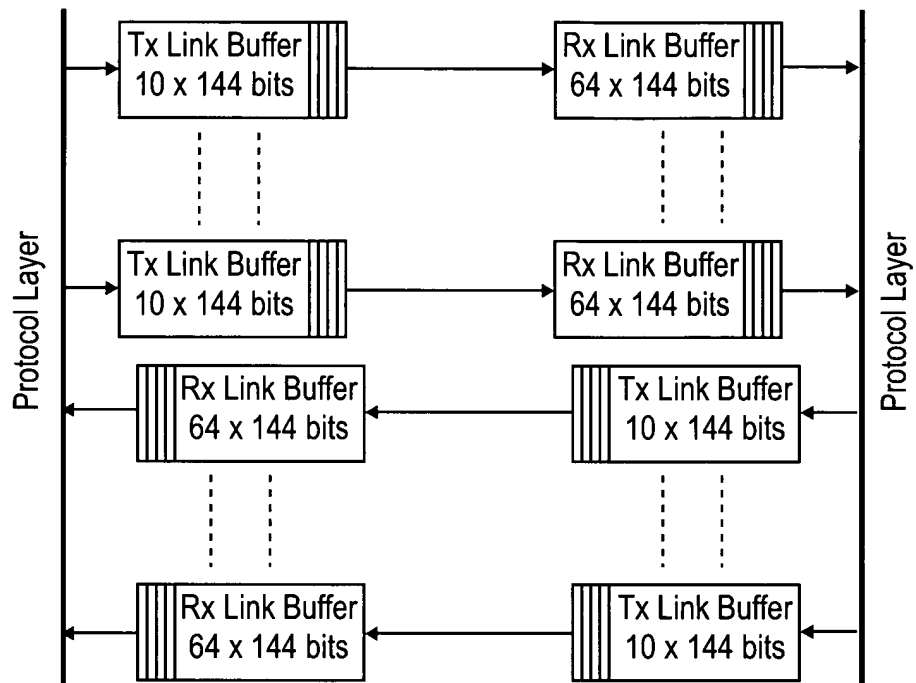 Tx Link Buffer
10 x 144 bits
Rx Link Buffer
64 x 144 bits
Protocol Layer
Tx Link Buffer
10 x 144 bits
Rx Link Buffer
64 x 144 bits
Protocol Layer
Rx Link Buffer
64 x 144 bits
Tx Link Buffer
10 x 144 bits
Rx Link Buffer
64 x 144 bits
Tx Link Buffer
10 x 144 bits